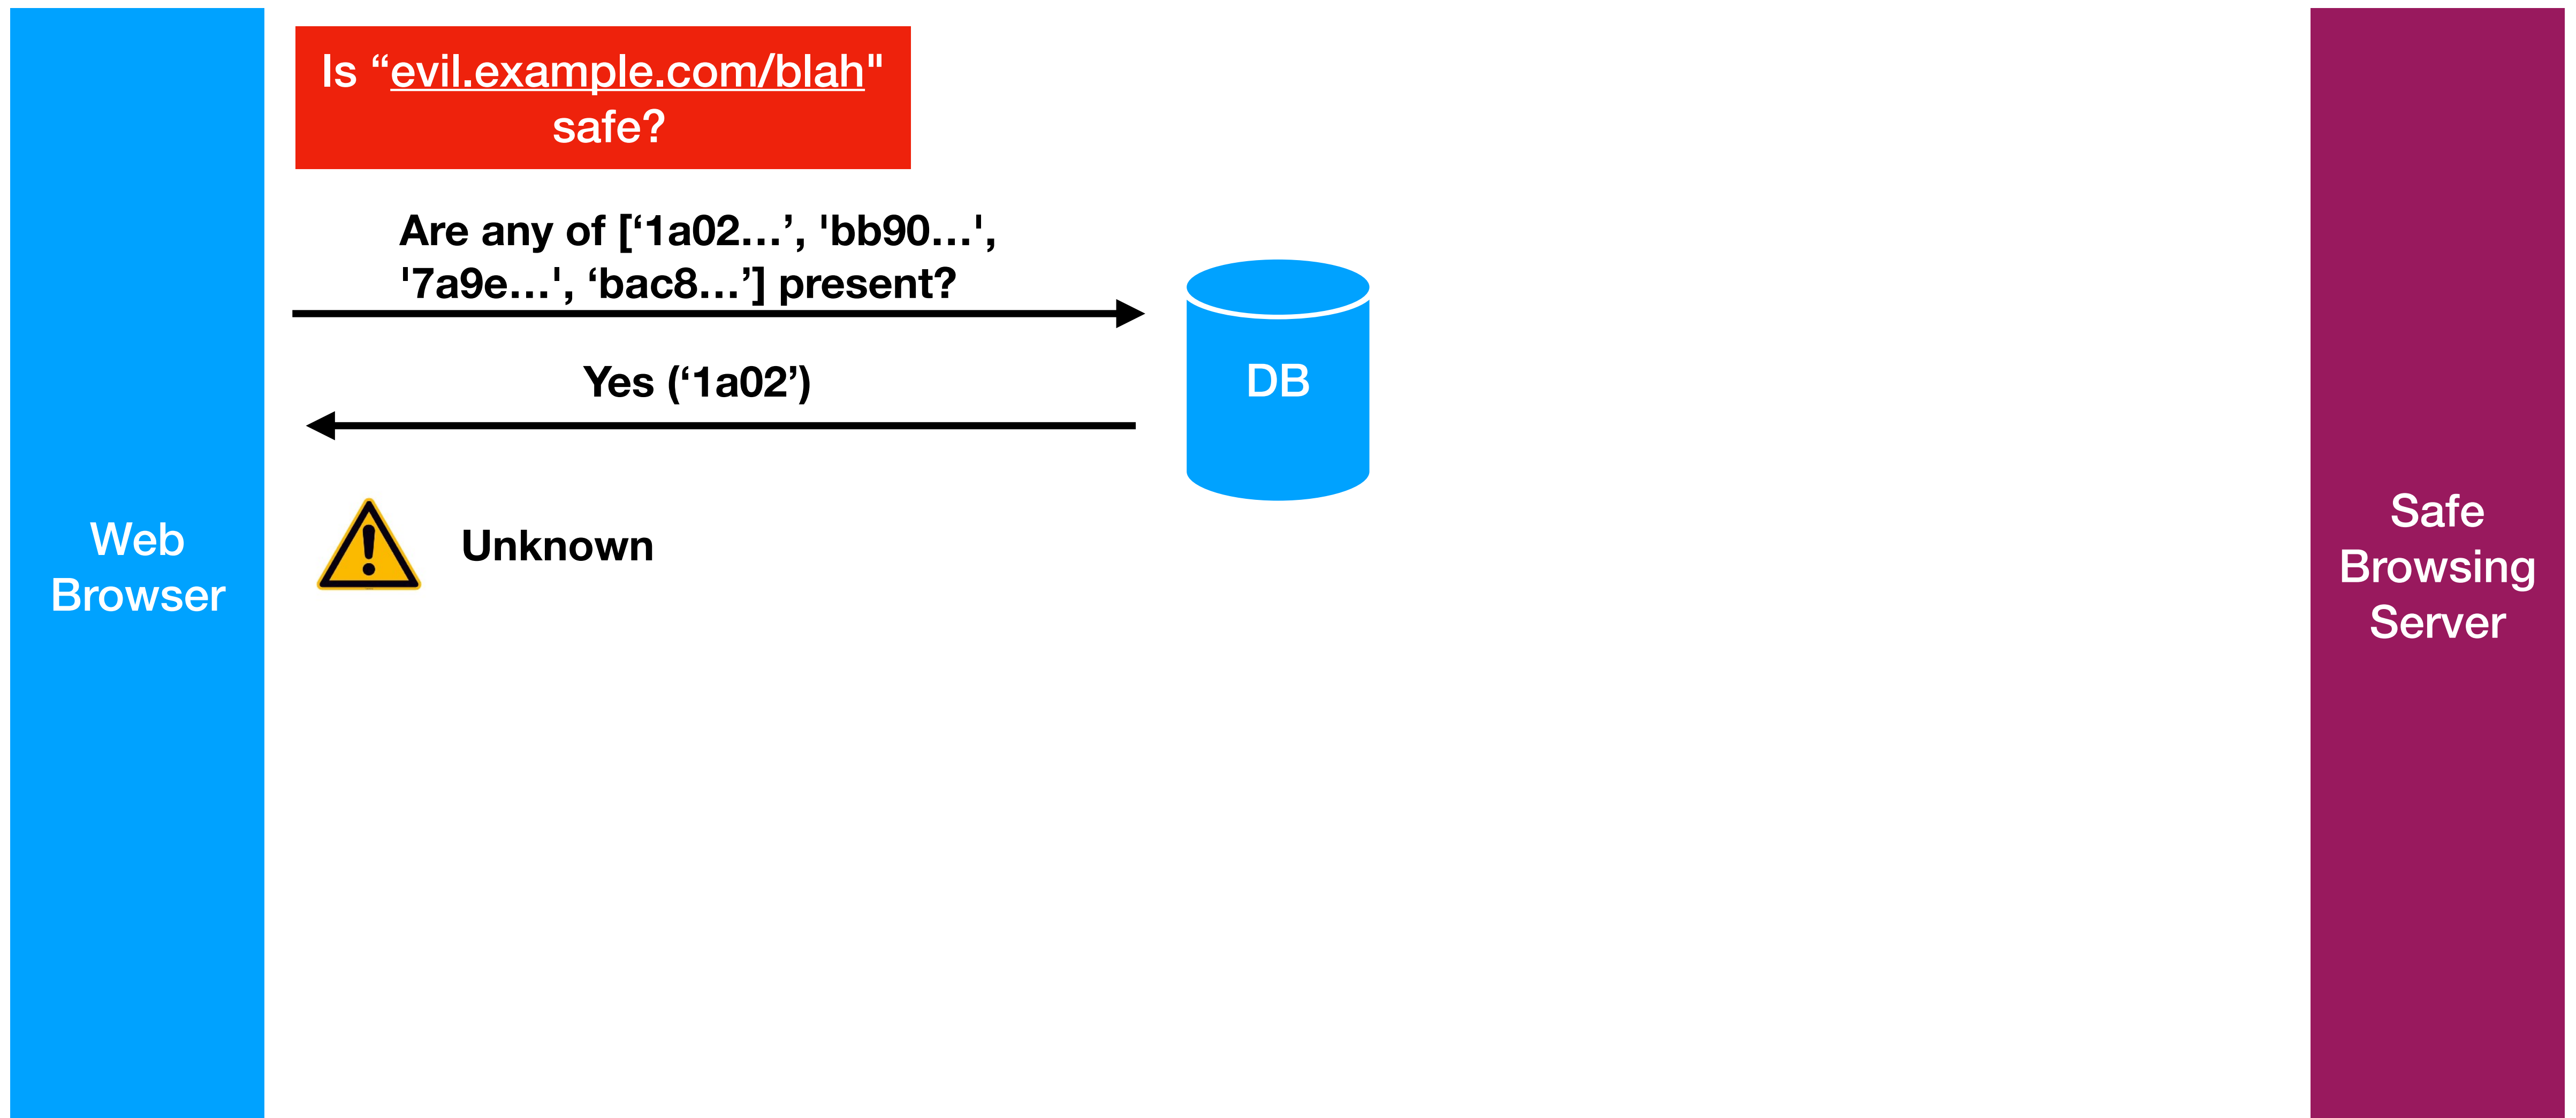 Is “evil.example.com/blah"
safe?
Are any of [‘1a02…’, 'bb90…',
'7a9e…', ‘bac8…’] present?
Yes (‘1a02’)
DB
Unknown
Web
Browser
Safe
Browsing
Server